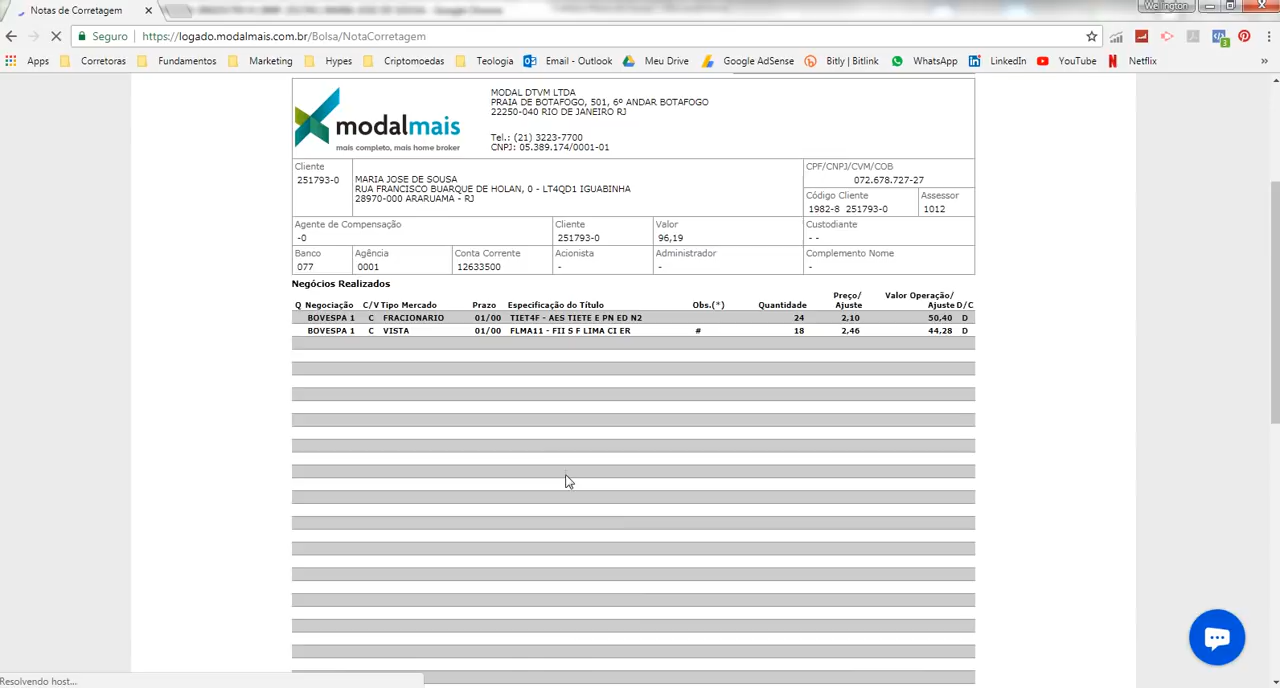 Notas de Corretagem
Wellington
Seguro https://logado.modalmais.com.br/Bolsa/NotaCorretagem
Apps Corretoras Fundamentos Marketing Hypes Criptomoedas Teologia Email - Outlook Meu Drive Google AdSense Bitly | Bitlink WhatsApp LinkedIn YouTube Netflix »
modalmais
mais completo, mais home broker
MODAL DTVM LTDA
PRAIA DE BOTAFOGO, 501, 6º ANDAR BOTAFOGO
22250-040 RIO DE JANEIRO RJ
Tel.: (21) 3223-7700
CNPJ: 05.389.174/0001-01
Cliente
251793-0
MARIA JOSE DE SOUSA
RUA FRANCISCO BUARQUE DE HOLAN, 0 - LT4QD1 IGUABINHA
28970-000 ARARUAMA - RJ
CPF/CNPJ/CVM/COB
072.678.727-27
Código Cliente Assessor
1982-8 251793-0 1012
Agente de Compensação Cliente Valor Custodiante
-0 251793-0 96,19 - -
Banco Agência Conta Corrente Acionista Administrador Complemento Nome
077 0001 12633500 - - -
Negócios Realizados
Q Negociação C/V Tipo Mercado Prazo Especificação do Título Obs.(*) Quantidade Preço/Ajuste Valor Operação/Ajuste D/C
BOVESPA 1 C FRACIONARIO 01/00 TIET4F - AES TIETE E PN ED N2 24 2,10 50,40 D
BOVESPA 1 C VISTA 01/00 FLMA11 - FII S F LIMA CI ER # 18 2,46 44,28 D
Resolvendo host...